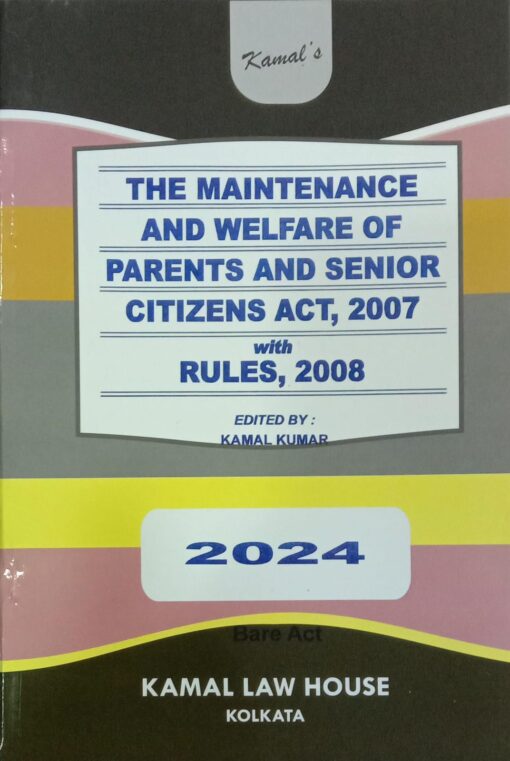 Kamal's
THE MAINTENANCE
AND WELFARE OF
PARENTS AND SENIOR
CITIZENS ACT, 2007
with
RULES, 2008
EDITED BY :
KAMAL KUMAR
2024
Bare Act
KAMAL LAW HOUSE
KOLKATA